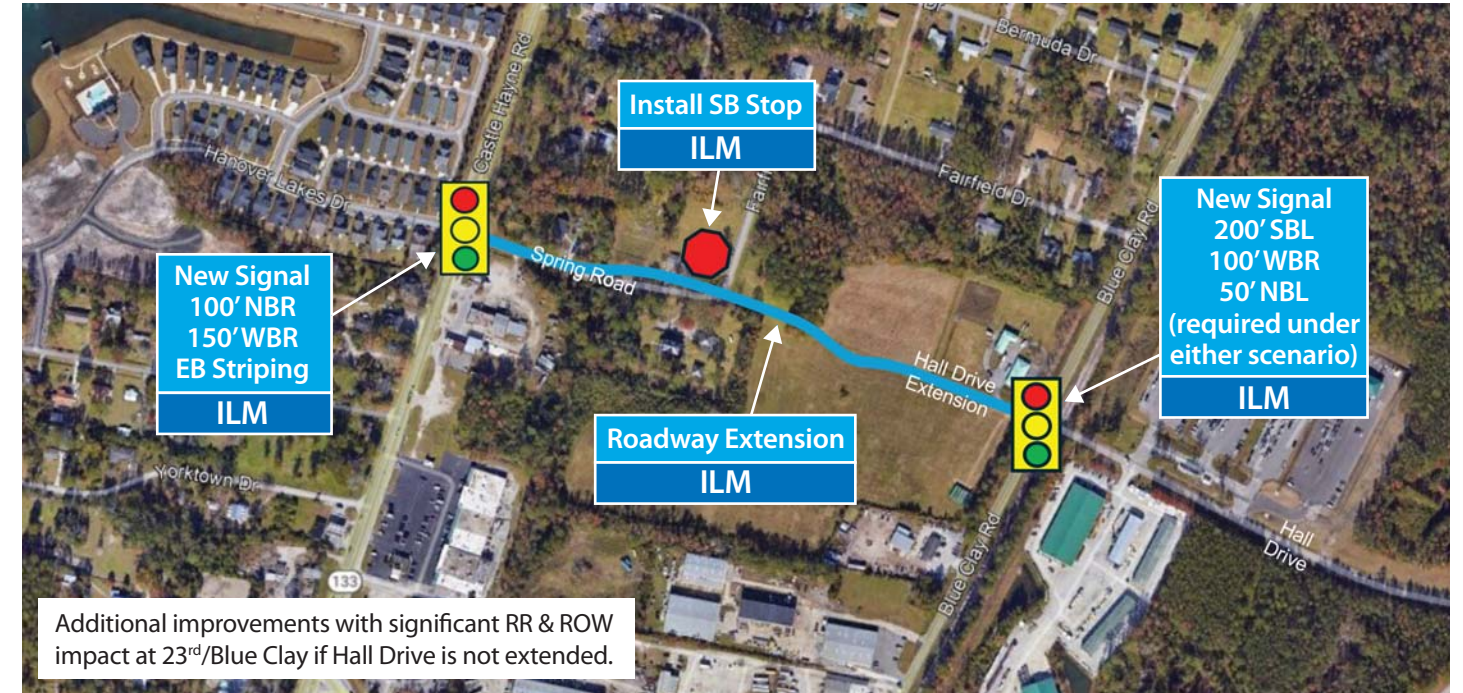 Bermuda Dr
Castle Hayne Rd
Install SB Stop
ILM
Hanover Lakes Dr
Fairfield Dr
New Signal
200' SBL
100' WBR
50' NBL
(required under
either scenario)
ILM
Blue Clay Rd
New Signal
100' NBR
150' WBR
EB Striping
ILM
Spring Road
Hall Drive
Extension
Roadway Extension
ILM
Yorktown Dr
Hall
Drive
Blue Clay Rd
133
Additional improvements with significant RR & ROW
impact at 23rd/Blue Clay if Hall Drive is not extended.